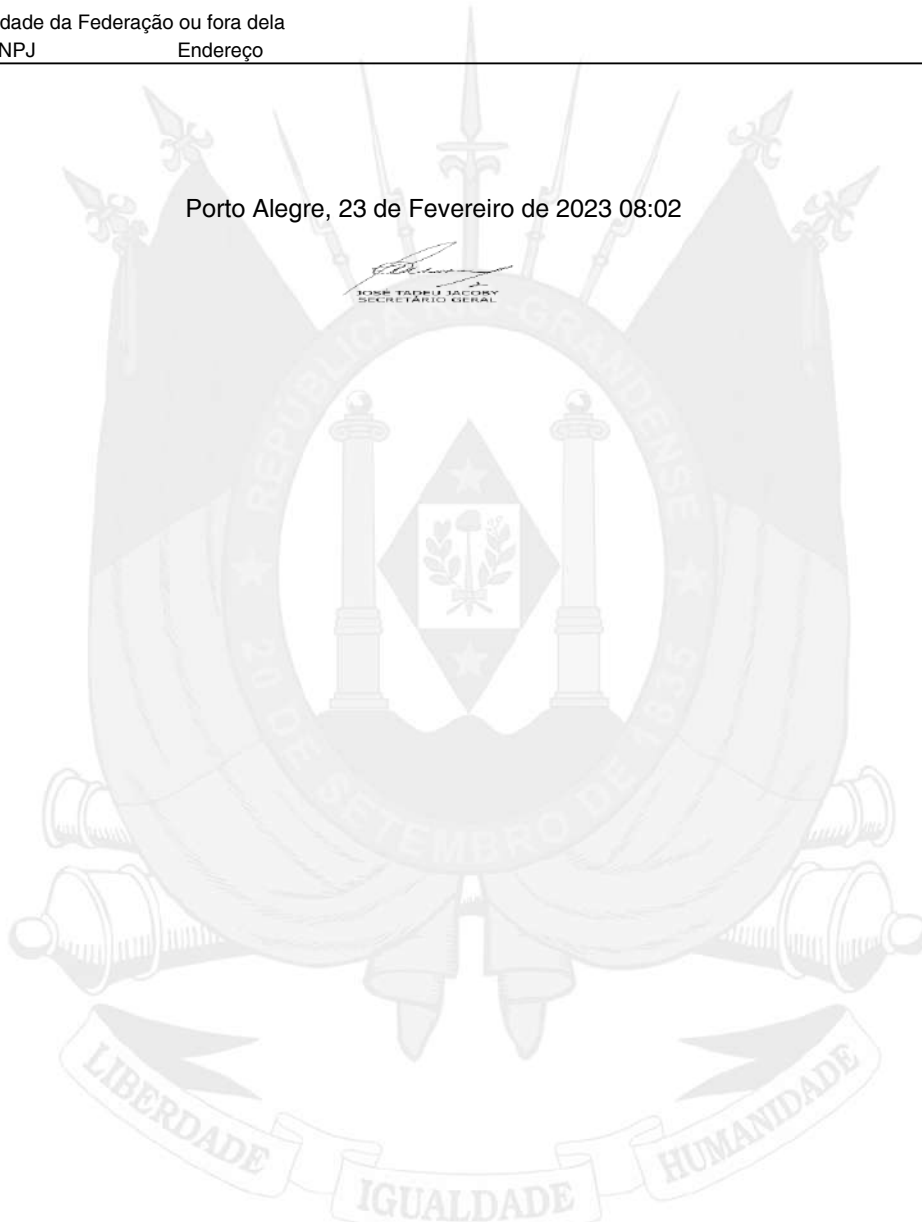 dade da Federação ou fora dela
NPJ Endereço
Porto Alegre, 23 de Fevereiro de 2023 08:02
JOSÉ TADEU JACOBY
SECRETÁRIO GERAL
REPÚBLICA RIO-GRANDENSE
20 DE SETEMBRO DE 1835
LIBERDADE
IGUALDADE
HUMANIDADE